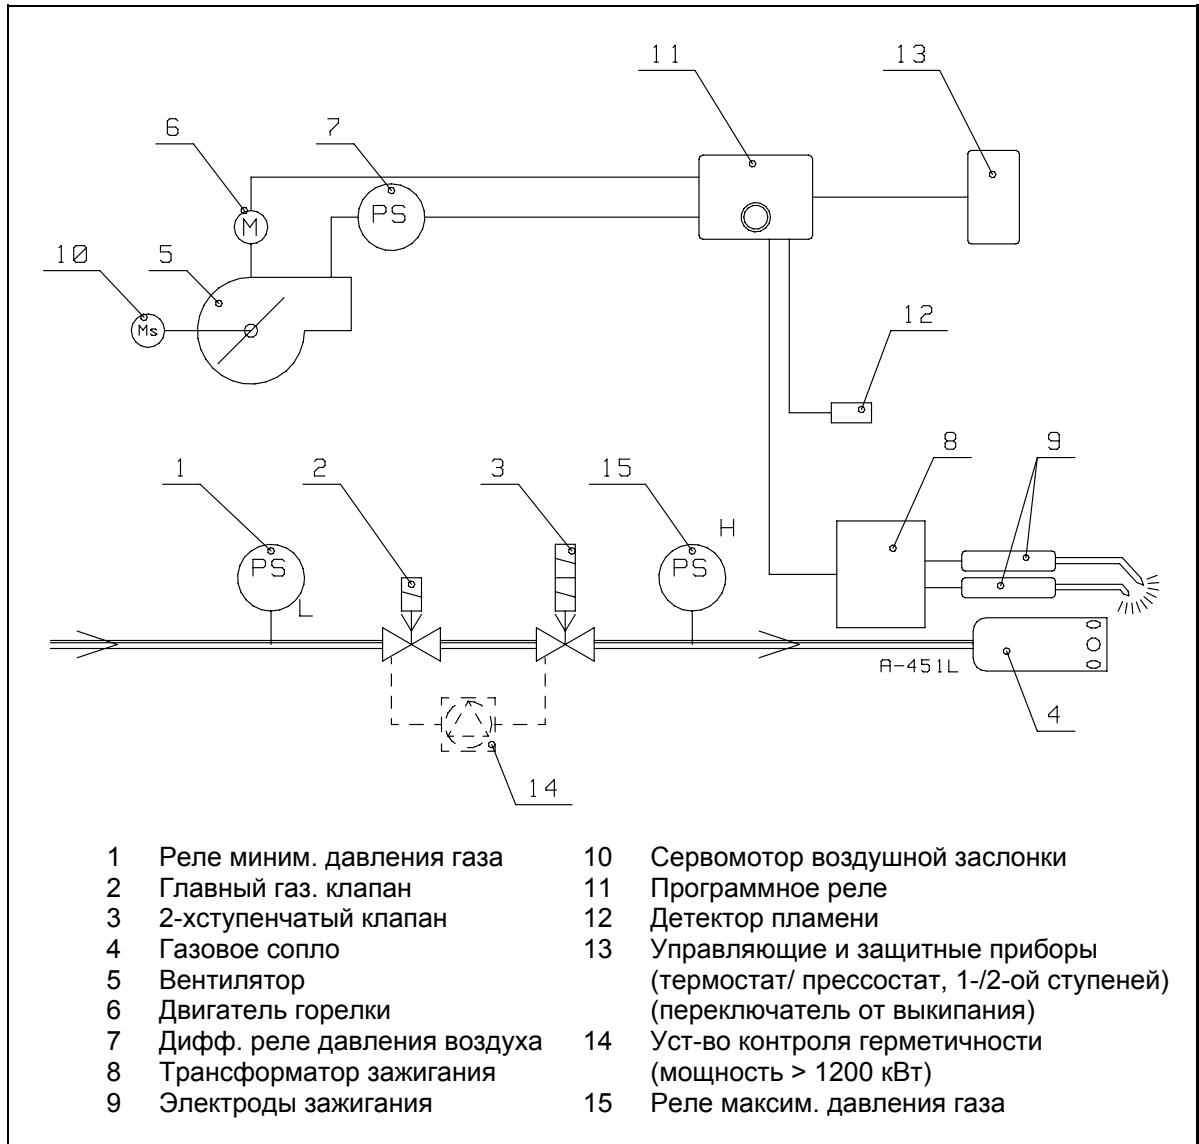 11
13
6
7
M
PS
10
5
Ms
12
8
9
1
2
3
15
H
PS
L
PS
A-451L
4
14
1 Реле миним. давления газа
2 Главный газ. клапан
3 2-хступенчатый клапан
4 Газовое сопло
5 Вентилятор
6 Двигатель горелки
7 Дифф. реле давления воздуха
8 Трансформатор зажигания
9 Электроды зажигания
10 Сервомотор воздушной заслонки
11 Программное реле
12 Детектор пламени
13 Управляющие и защитные приборы
(термостат/ прессостат, 1-/2-ой ступеней)
(переключатель от выкипания)
14 Уст-во контроля герметичности
(мощность > 1200 кВт)
15 Реле максим. давления газа